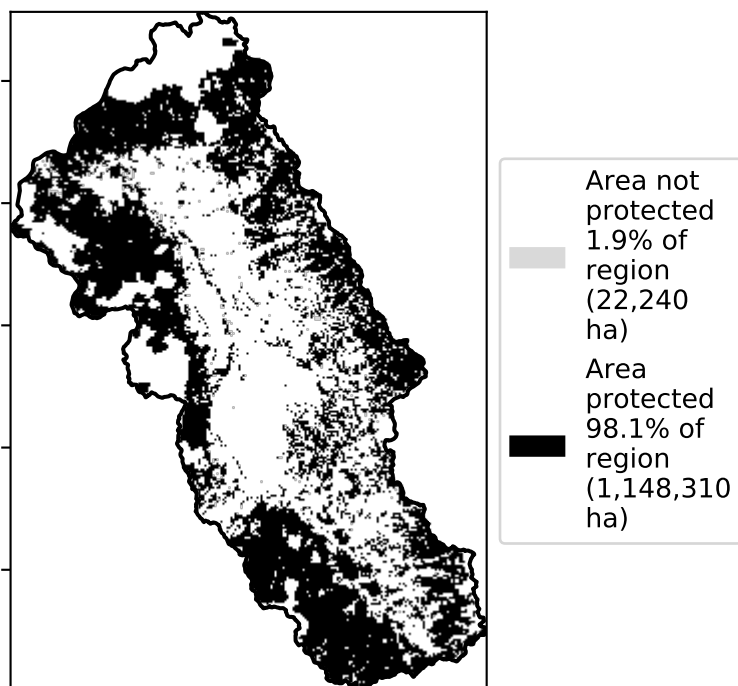 Area not
protected
1.9% of
region
(22,240
ha)
Area
protected
98.1% of
region
(1,148,310
ha)